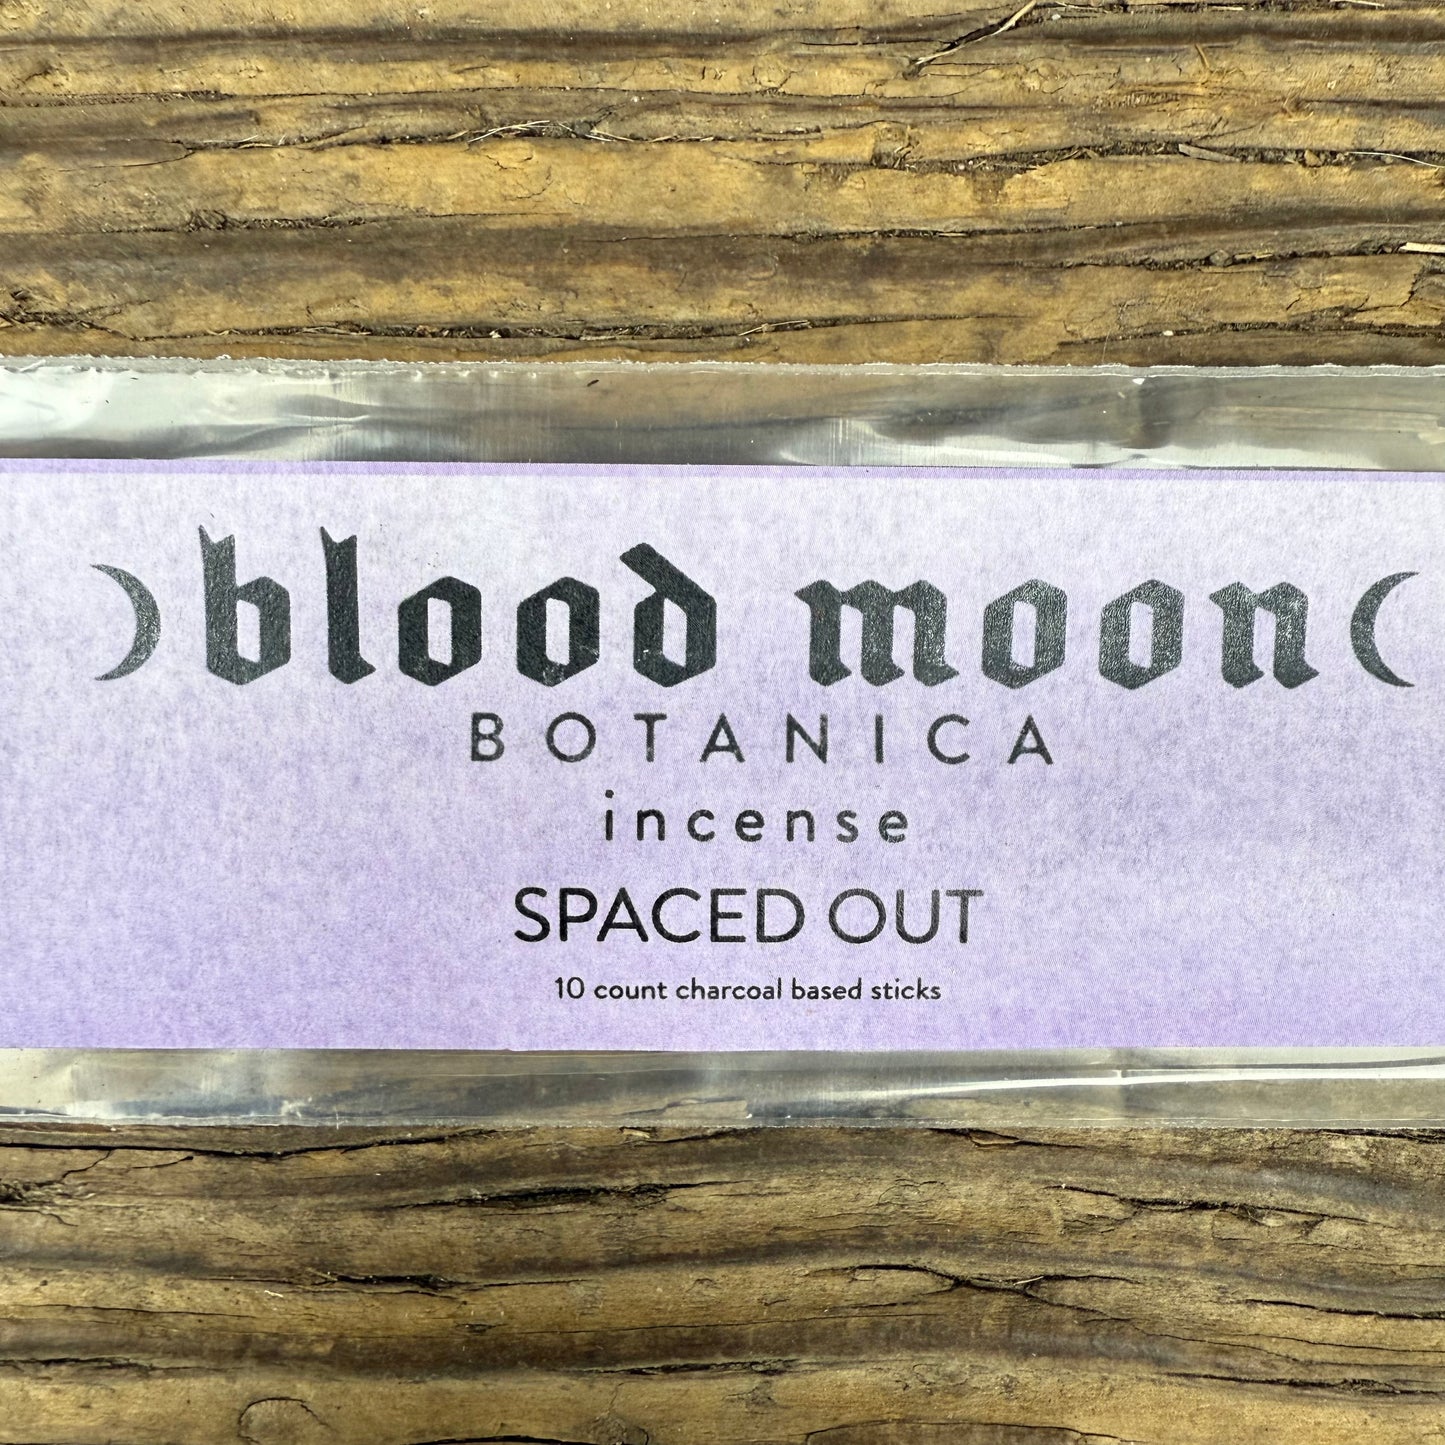 blood moon
BOTANICA
incense
SPACED OUT
10 count charcoal based sticks